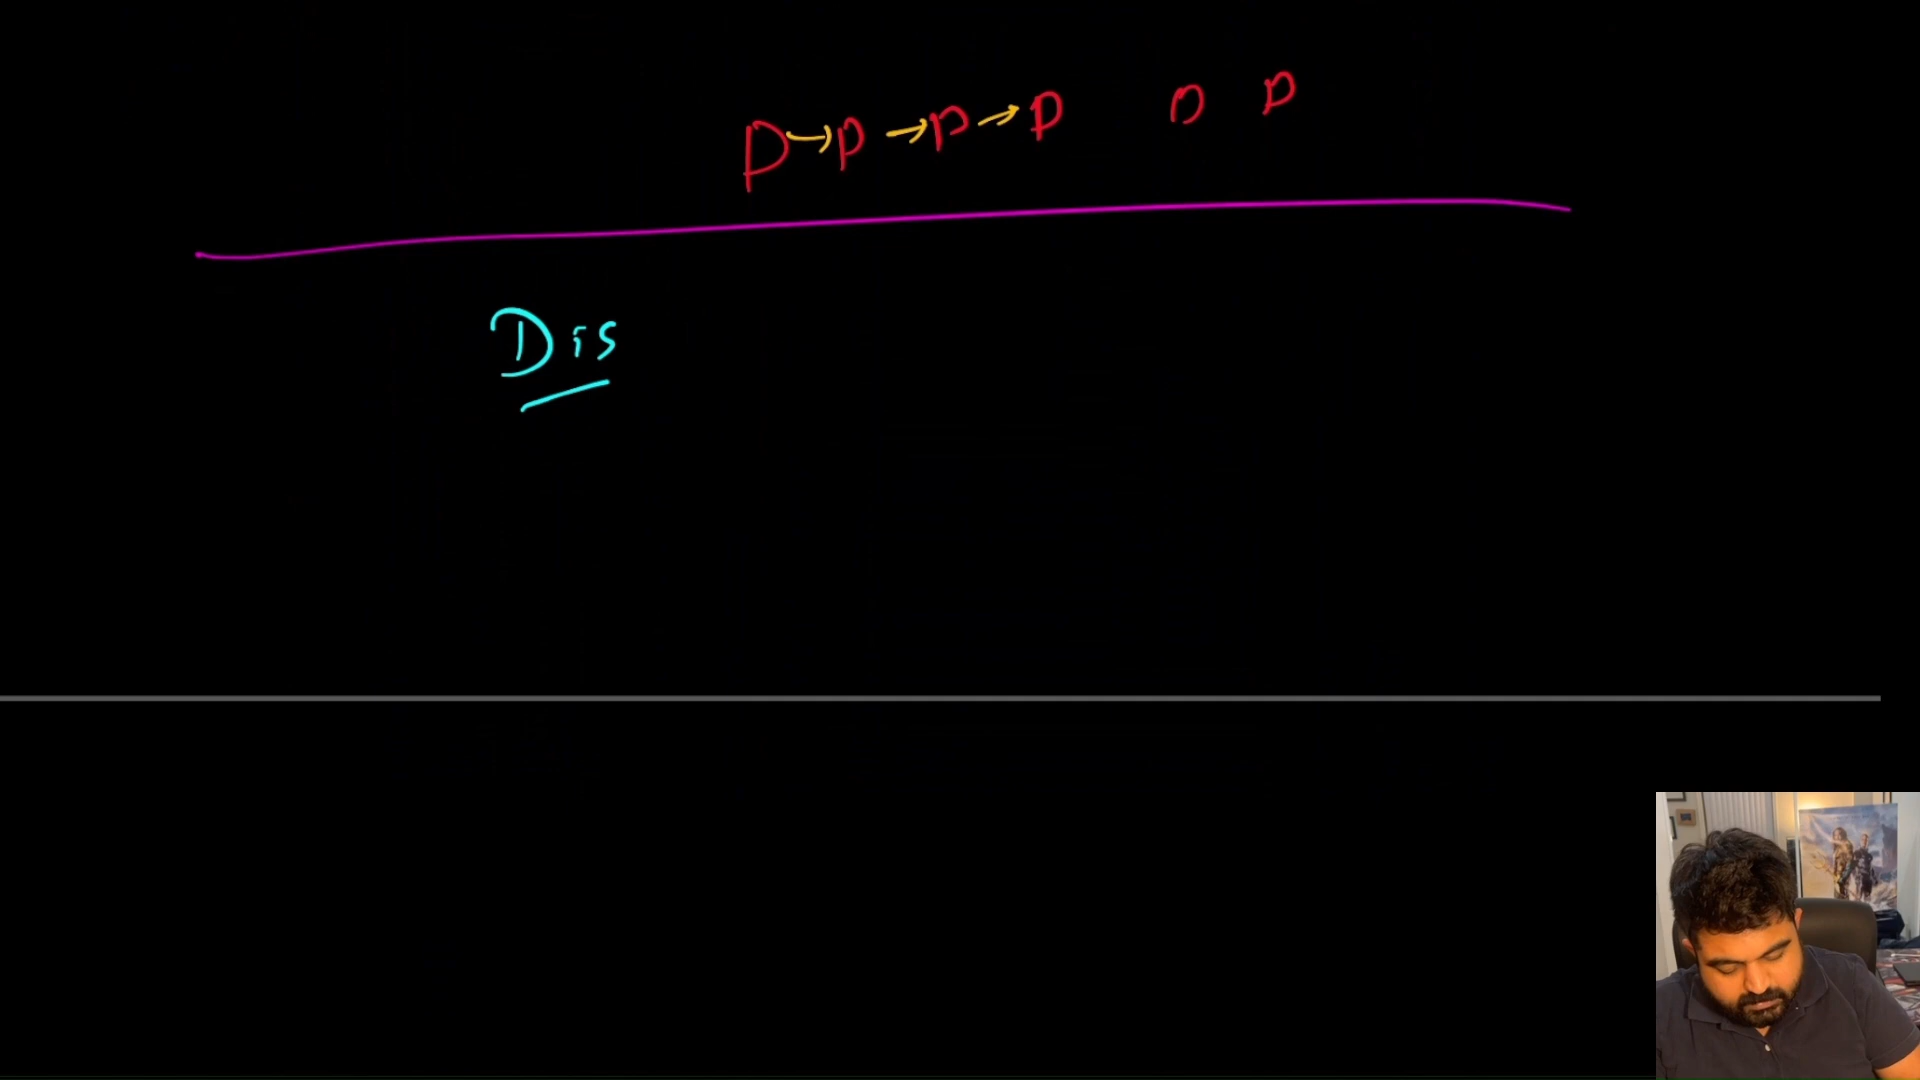 P → P → P → P D P
Dis